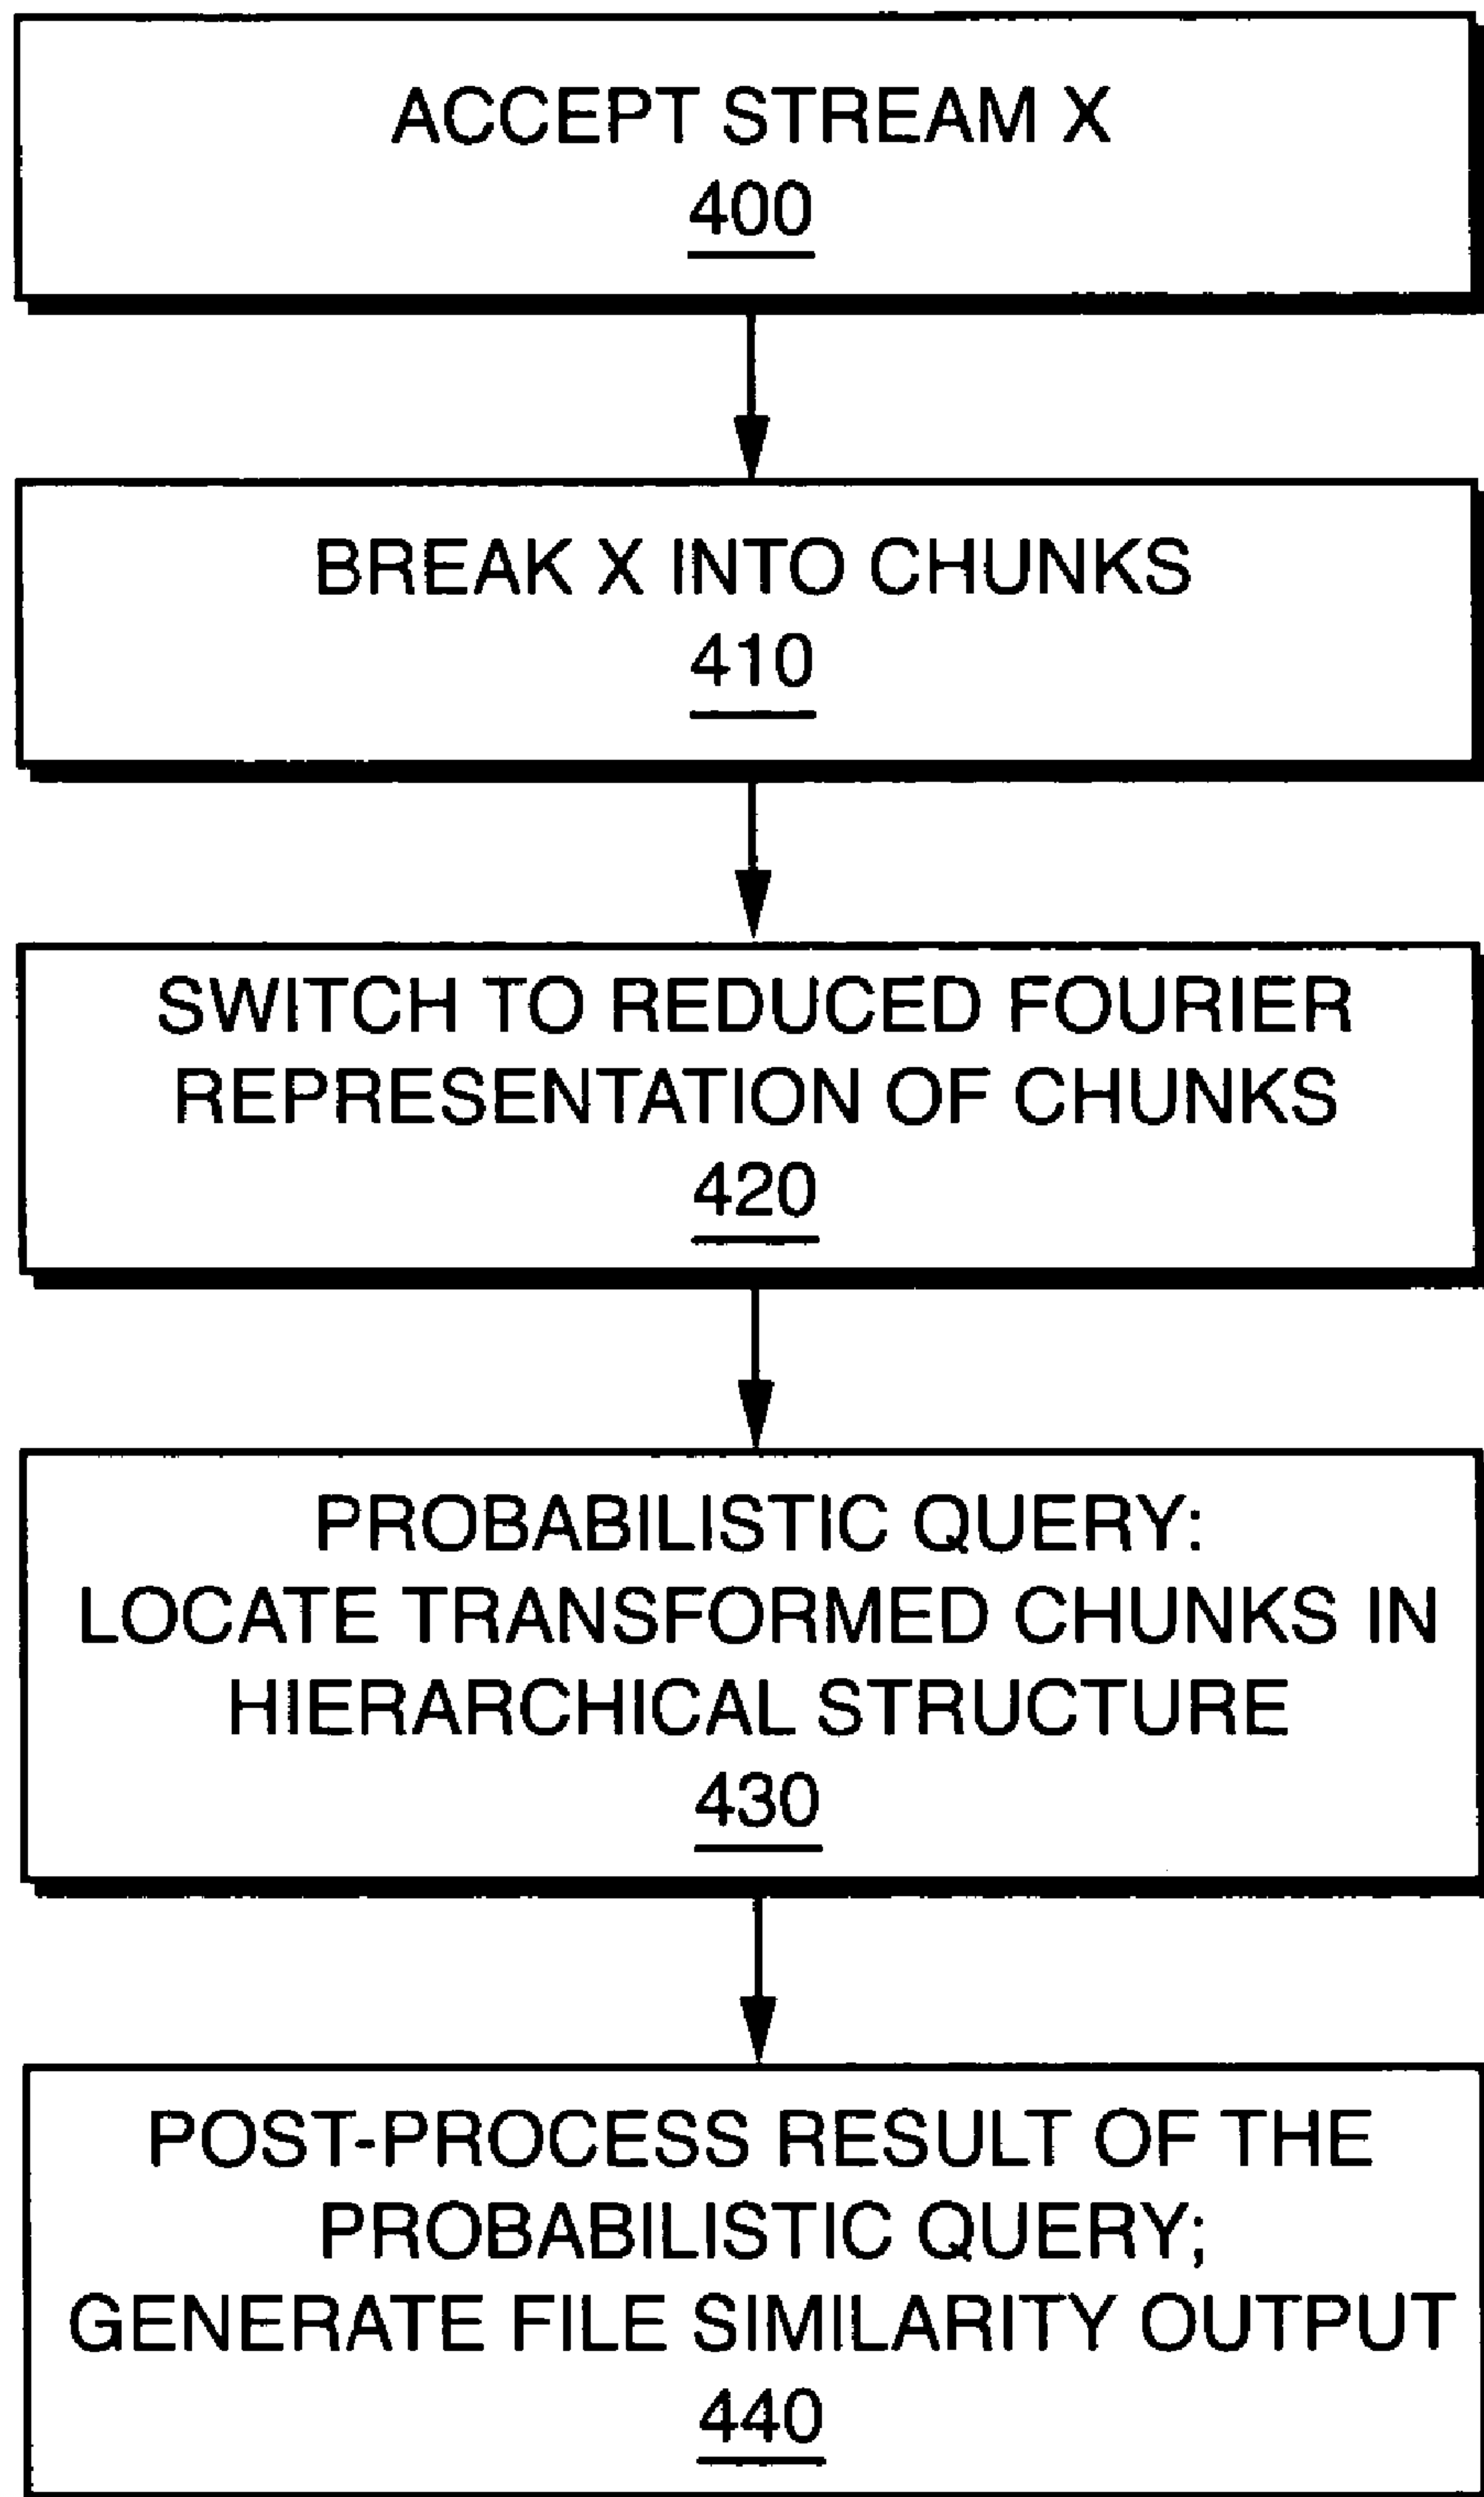 ACCEPT STREAM X
400
BREAK X INTO CHUNKS
410
SWITCH TO REDUCED FOURIER
REPRESENTATION OF CHUNKS
420
PROBABILISTIC QUERY:
LOCATE TRANSFORMED CHUNKS IN
HIERARCHICAL STRUCTURE
430
POST-PROCESS RESULT OF THE
PROBABILISTIC QUERY;
GENERATE FILE SIMILARITY OUTPUT
440